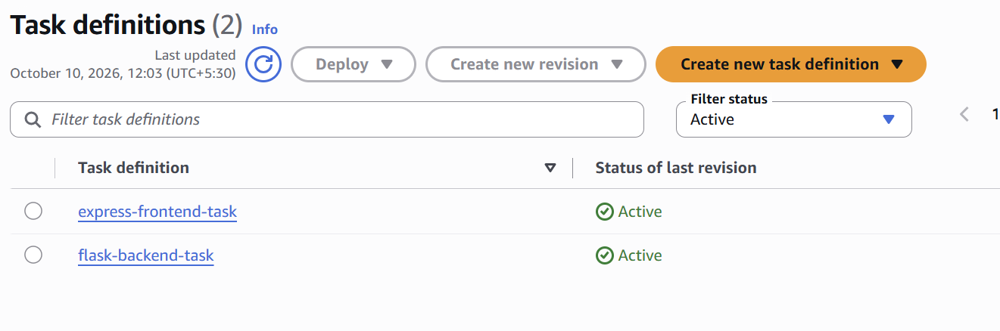 Task definitions (2) Info
Last updated
October 10, 2026, 12:03 (UTC+5:30)
Deploy
Create new revision
Create new task definition
Filter task definitions
Filter status
Active
1
Task definition
Status of last revision
express-frontend-task
Active
flask-backend-task
Active